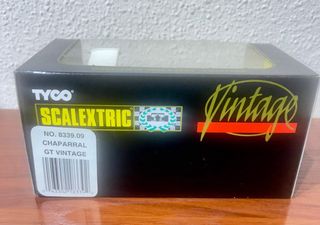 TYCO
SCALEXTRIC
Vintage
NO. 8339.09
CHAPARRAL
GT VINTAGE